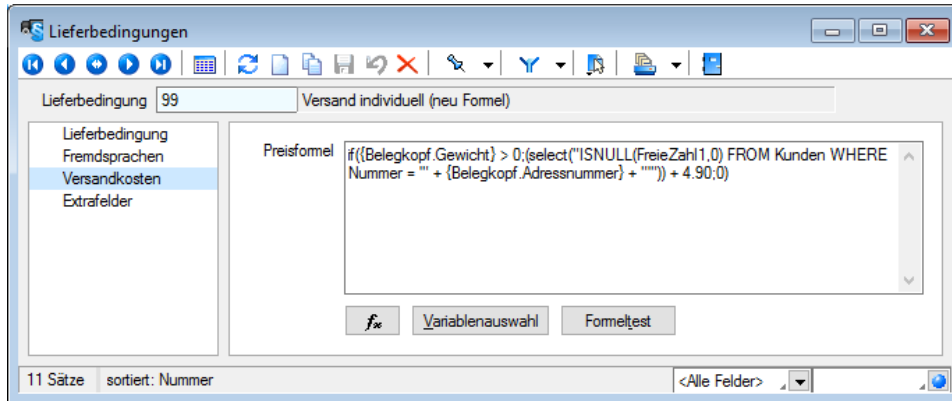 Lieferbedingungen
Lieferbedingung 99 Versand individuell (neu Formel)
Lieferbedingung
Fremdsprachen
Versandkosten
Extrafelder
Preisformel
if({Belegkopf.Gewicht} > 0;(select("ISNULL(FreieZahl1,0) FROM Kunden WHERE
Nummer = '" + {Belegkopf.Adressnummer} + "'")) + 4.90;0)
fx Variablenauswahl Formeltest
11 Sätze sortiert: Nummer <Alle Felder>